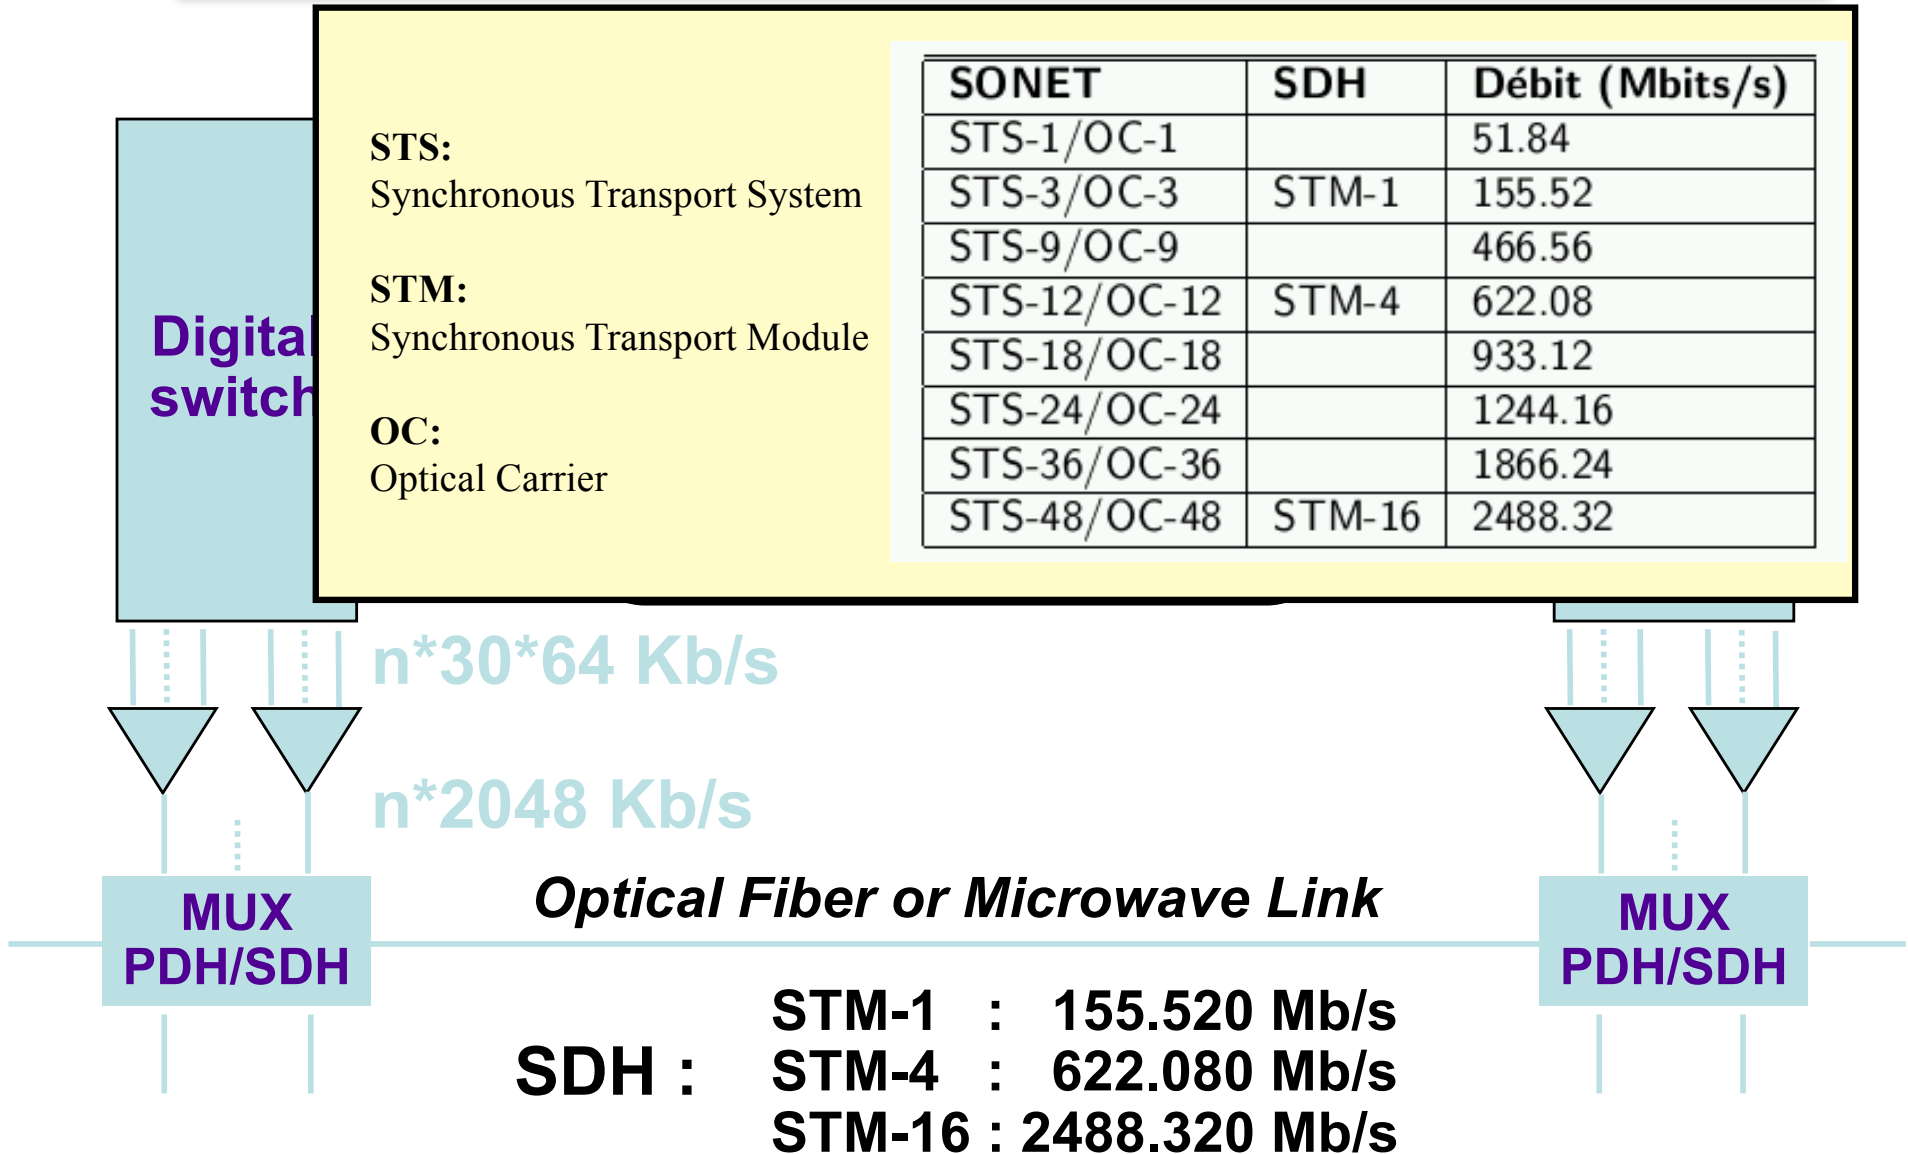 STS:
Synchronous Transport System
STM:
Synchronous Transport Module
OC:
Optical Carrier
SONET SDH Débit (Mbits/s)
STS-1/OC-1 51.84
STS-3/OC-3 STM-1 155.52
STS-9/OC-9 466.56
STS-12/OC-12 STM-4 622.08
STS-18/OC-18 933.12
STS-24/OC-24 1244.16
STS-36/OC-36 1866.24
STS-48/OC-48 STM-16 2488.32
Digital
switch
n*30*64 Kb/s
n*2048 Kb/s
Optical Fiber or Microwave Link
MUX
PDH/SDH
MUX
PDH/SDH
SDH :
STM-1 : 155.520 Mb/s
STM-4 : 622.080 Mb/s
STM-16 : 2488.320 Mb/s